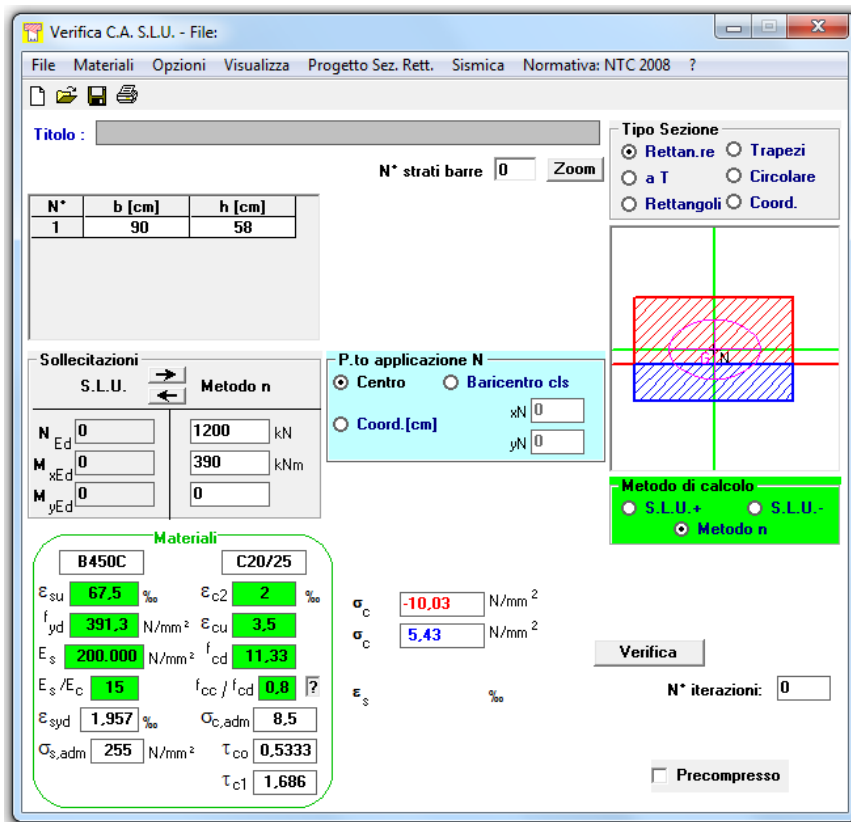 Verifica C.A. S.L.U. - File:
File Materiali Opzioni Visualizza Progetto Sez. Rett. Sismica Normativa: NTC 2008 ?
Titolo :
N° strati barre 0 Zoom
N° b [cm] h [cm]
1 90 58
Tipo Sezione
Rettan.re Trapezi
a T Circolare
Rettangoli Coord.
G N
Sollecitazioni
S.L.U. Metodo n
N Ed 0 1200 kN
M xEd 0 390 kNm
M yEd 0 0
P.to applicazione N
Centro Baricentro cls
Coord.[cm] xN 0
yN 0
Metodo di calcolo
S.L.U.+ S.L.U.-
Metodo n
Materiali
B450C C20/25
εsu 67,5 ‰ εc2 2 ‰
fyd 391,3 N/mm² εcu 3,5
Es 200.000 N/mm² fcd 11,33
Es/Ec 15 fcc / fcd 0,8 ?
εsyd 1,957 ‰ σc,adm 8,5
σs,adm 255 N/mm² τco 0,5333
τc1 1,686
σc -10,03 N/mm²
σc 5,43 N/mm²
εs ‰
Verifica
N° iterazioni: 0
Precompresso